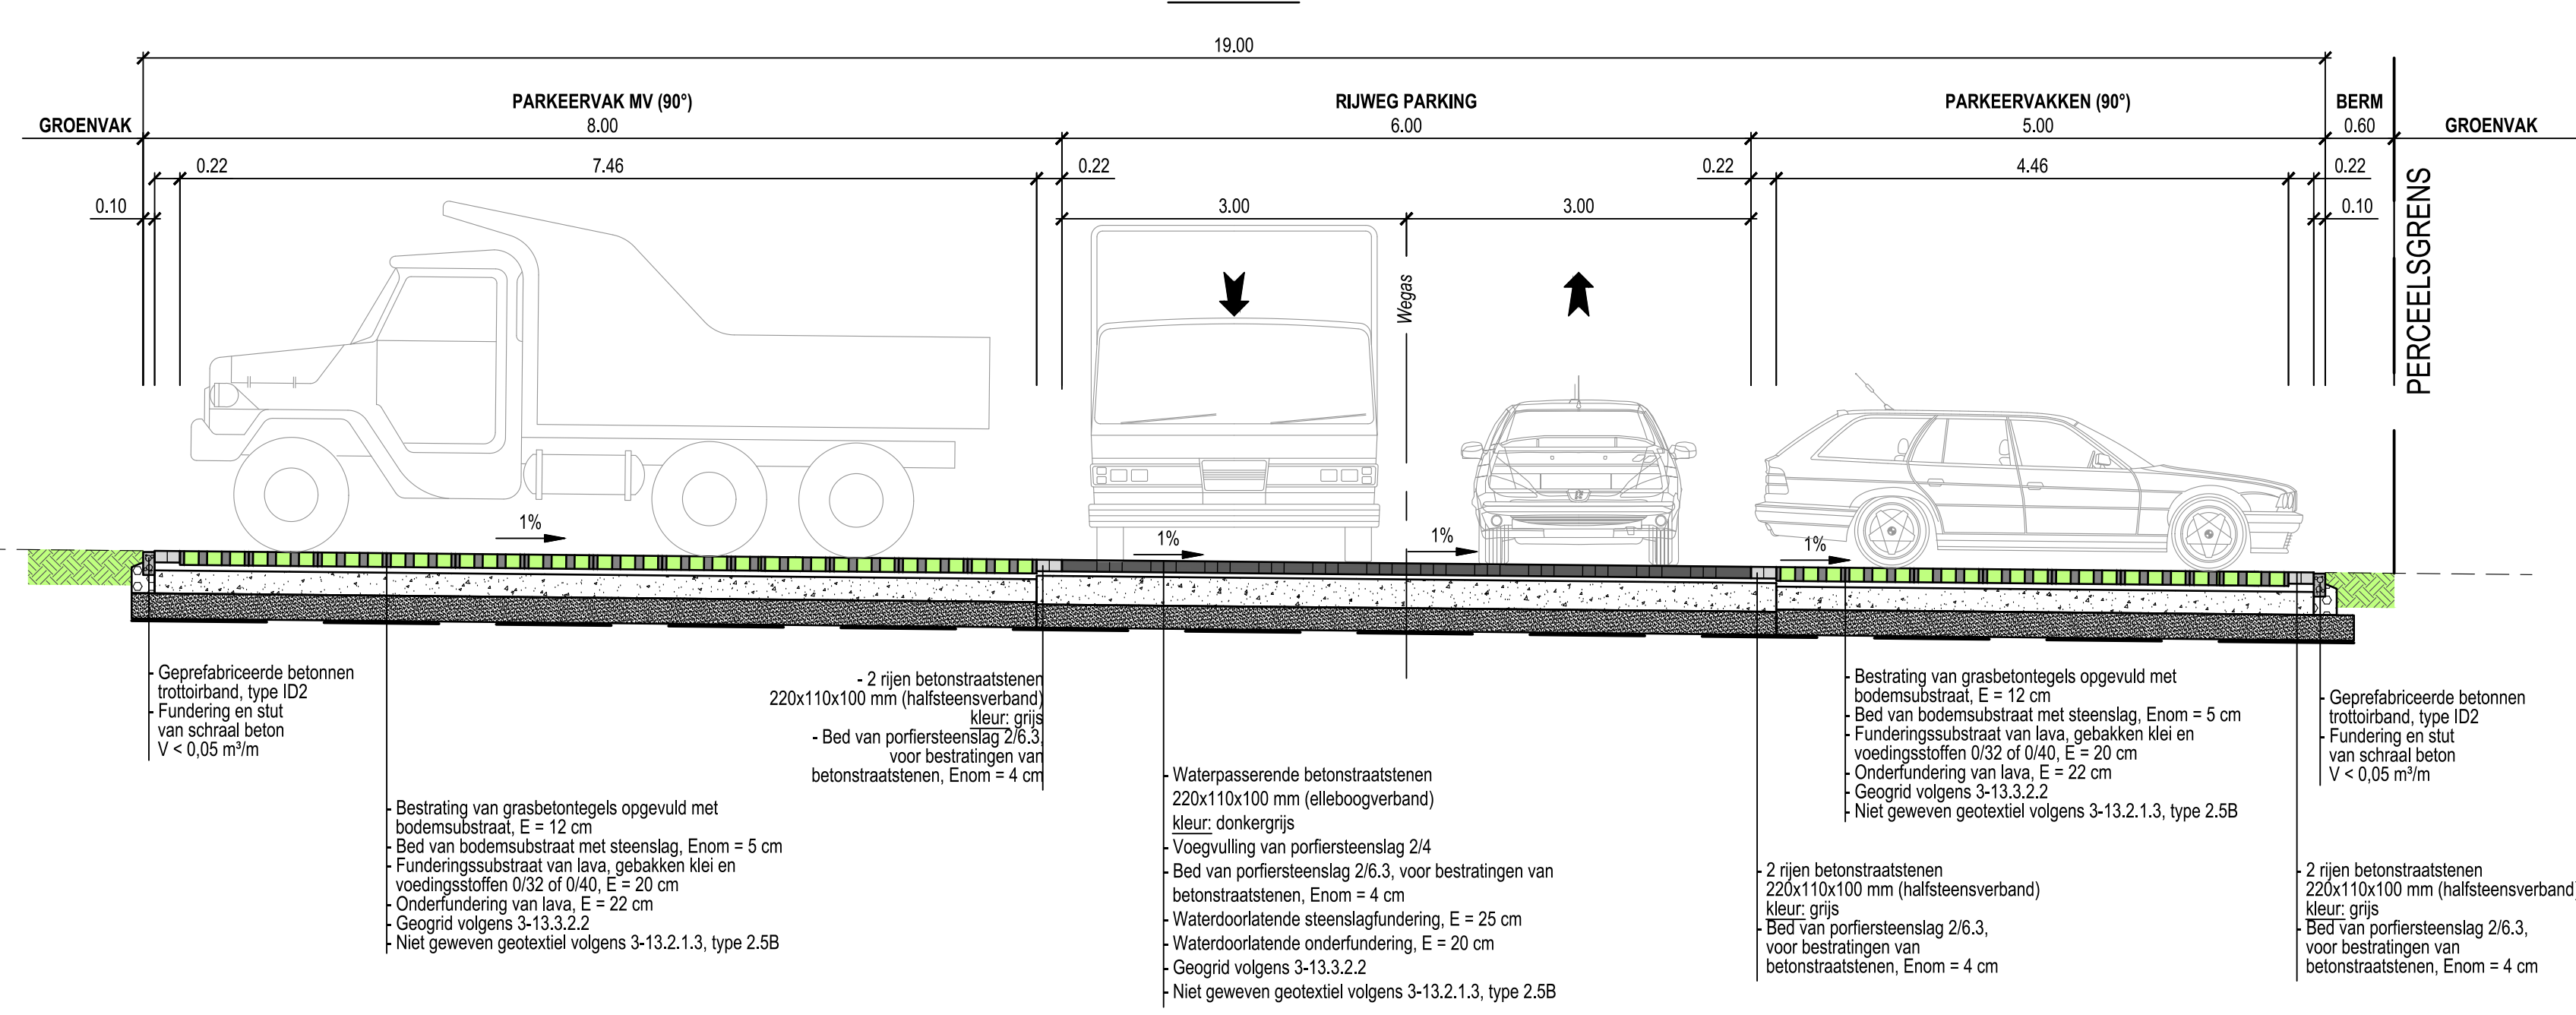 19.00
PARKEERVAK MV (90°)
RIJWEG PARKING
PARKEERVAKKEN (90°)
BERM
GROENVAK
8.00
6.00
5.00
0.60
GROENVAK
0.22
7.46
0.22
0.22
4.46
0.22
0.10
3.00
3.00
0.10
PERCEELSGRENS
Wegas
1%
1%
1%
1%
- Geprefabriceerde betonnen
trottoirband, type ID2
- Fundering en stut
van schraal beton
V < 0,05 m³/m
- Bestrating van grasbetontegels opgevuld met
bodemsubstraat, E = 12 cm
- Bed van bodemsubstraat met steenslag, Enom = 5 cm
- Funderingssubstraat van lava, gebakken klei en
voedingsstoffen 0/32 of 0/40, E = 20 cm
- Onderfundering van lava, E = 22 cm
- Geogrid volgens 3-13.3.2.2
- Niet geweven geotextiel volgens 3-13.2.1.3, type 2.5B
- 2 rijen betonstraatstenen
220x110x100 mm (halfsteensverband)
kleur: grijs
- Bed van porfiersteenslag 2/6.3,
voor bestratingen van
betonstraatstenen, Enom = 4 cm
- Waterpasserende betonstraatstenen
220x110x100 mm (elleboogverband)
kleur: donkergrijs
- Voegvulling van porfiersteenslag 2/4
- Bed van porfiersteenslag 2/6.3, voor bestratingen van
betonstraatstenen, Enom = 4 cm
- Waterdoorlatende steenslagfundering, E = 25 cm
- Waterdoorlatende onderfundering, E = 20 cm
- Geogrid volgens 3-13.3.2.2
- Niet geweven geotextiel volgens 3-13.2.1.3, type 2.5B
- Bestrating van grasbetontegels opgevuld met
bodemsubstraat, E = 12 cm
- Bed van bodemsubstraat met steenslag, Enom = 5 cm
- Funderingssubstraat van lava, gebakken klei en
voedingsstoffen 0/32 of 0/40, E = 20 cm
- Onderfundering van lava, E = 22 cm
- Geogrid volgens 3-13.3.2.2
- Niet geweven geotextiel volgens 3-13.2.1.3, type 2.5B
- 2 rijen betonstraatstenen
220x110x100 mm (halfsteensverband)
kleur: grijs
- Bed van porfiersteenslag 2/6.3,
voor bestratingen van
betonstraatstenen, Enom = 4 cm
- Geprefabriceerde betonnen
trottoirband, type ID2
- Fundering en stut
van schraal beton
V < 0,05 m³/m
- 2 rijen betonstraatstenen
220x110x100 mm (halfsteensverband)
kleur: grijs
- Bed van porfiersteenslag 2/6.3,
voor bestratingen van
betonstraatstenen, Enom = 4 cm